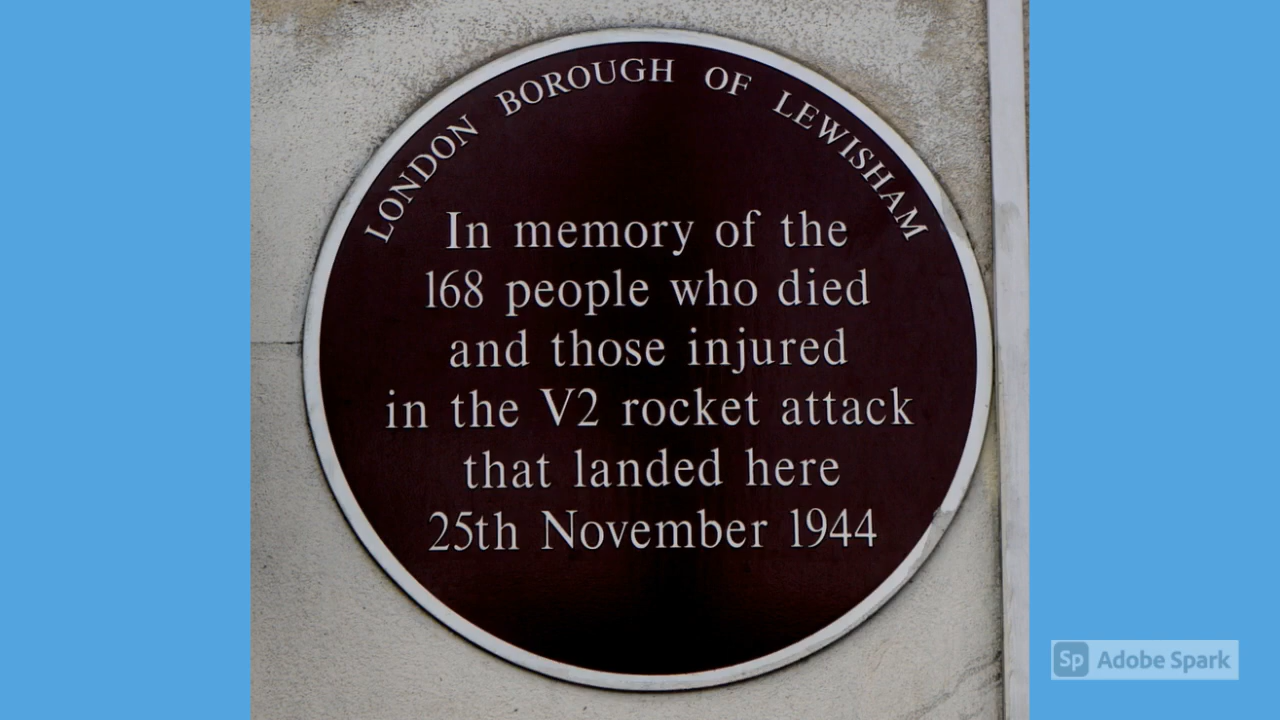 LONDON BOROUGH OF LEWISHAM
In memory of the
168 people who died
and those injured
in the V2 rocket attack
that landed here
25th November 1944
Sp Adobe Spark